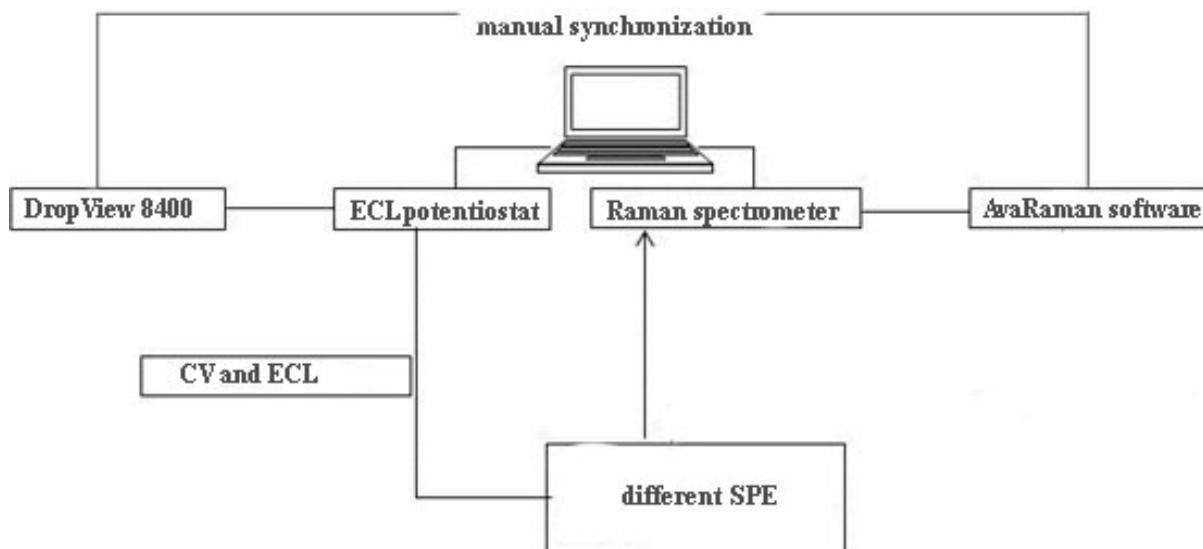 manual synchronization
DropView 8400
ECL potentiostat
Raman spectrometer
AvaRaman software
CV and ECL
different SPE